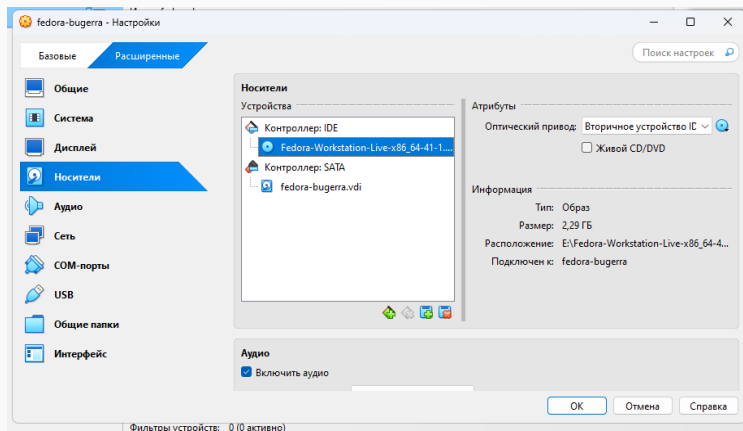 fedora-bugerra - Настройки
Базовые
Расширенные
Поиск настроек
Общие
Система
Дисплей
Носители
Аудио
Сеть
COM-порты
USB
Общие папки
Интерфейс
Носители
Устройства
Контроллер: IDE
Fedora-Workstation-Live-x86_64-41-1....
Контроллер: SATA
fedora-bugerra.vdi
Атрибуты
Оптический привод: Вторичное устройство IC
Живой CD/DVD
Информация
Тип: Образ
Размер: 2,29 ГБ
Расположение: E:\Fedora-Workstation-Live-x86_64-4...
Подключен к: fedora-bugerra
Аудио
Включить аудио
OK
Отмена
Справка
Фильтры устройств: 0 (0 активно)